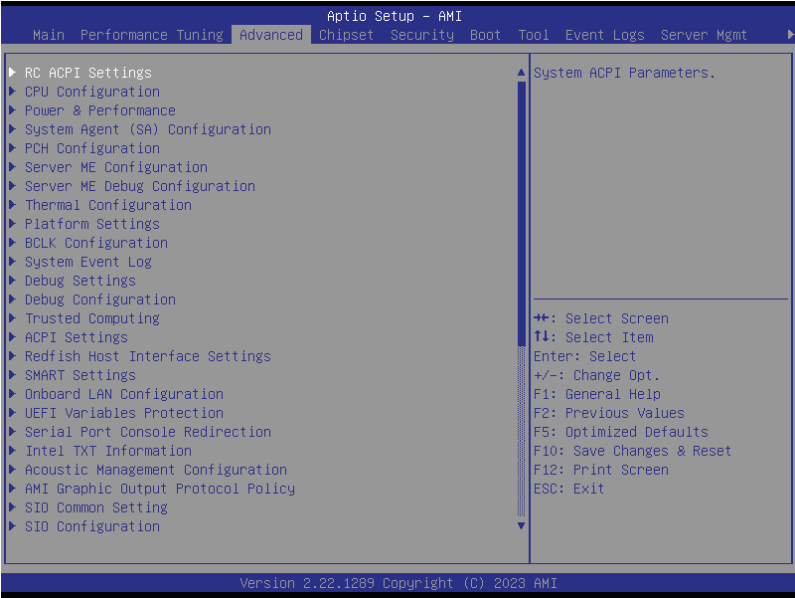 Aptio Setup – AMI
Main Performance Tuning Advanced Chipset Security Boot Tool Event Logs Server Mgmt
RC ACPI Settings
CPU Configuration
Power & Performance
System Agent (SA) Configuration
PCH Configuration
Server ME Configuration
Server ME Debug Configuration
Thermal Configuration
Platform Settings
BCLK Configuration
System Event Log
Debug Settings
Debug Configuration
Trusted Computing
ACPI Settings
Redfish Host Interface Settings
SMART Settings
Onboard LAN Configuration
UEFI Variables Protection
Serial Port Console Redirection
Intel TXT Information
Acoustic Management Configuration
AMI Graphic Output Protocol Policy
SIO Common Setting
SIO Configuration
System ACPI Parameters.
→←: Select Screen
↑↓: Select Item
Enter: Select
+/-: Change Opt.
F1: General Help
F2: Previous Values
F5: Optimized Defaults
F10: Save Changes & Reset
F12: Print Screen
ESC: Exit
Version 2.22.1289 Copyright (C) 2023 AMI